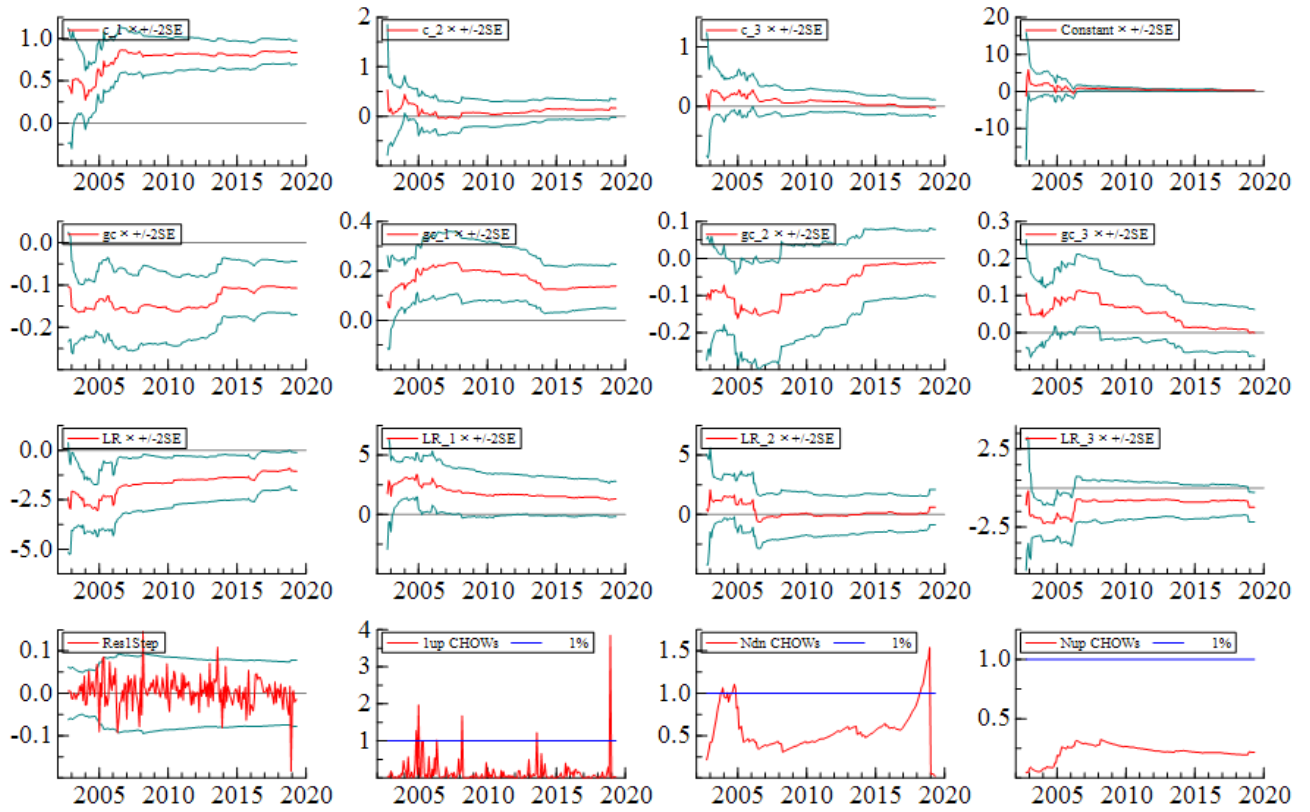 c_1 × +/-2SE
1.0
0.5
0.0
2005 2010 2015 2020
c_2 × +/-2SE
2
1
0
2005 2010 2015 2020
c_3 × +/-2SE
1
0
2005 2010 2015 2020
Constant × +/-2SE
20
10
0
-10
2005 2010 2015 2020
gc × +/-2SE
0.0
-0.1
-0.2
2005 2010 2015 2020
gc_1 × +/-2SE
0.4
0.2
0.0
2005 2010 2015 2020
gc_2 × +/-2SE
0.1
0.0
-0.1
-0.2
2005 2010 2015 2020
gc_3 × +/-2SE
0.3
0.2
0.1
0.0
2005 2010 2015 2020
LR × +/-2SE
0.0
-2.5
-5.0
2005 2010 2015 2020
LR_1 × +/-2SE
5
0
2005 2010 2015 2020
LR_2 × +/-2SE
5
0
2005 2010 2015 2020
LR_3 × +/-2SE
2.5
-2.5
2005 2010 2015 2020
Res1Step
0.1
0.0
-0.1
2005 2010 2015 2020
1up CHOWs 1%
4
3
2
1
2005 2010 2015 2020
Ndn CHOWs 1%
1.5
1.0
0.5
2005 2010 2015 2020
Nup CHOWs 1%
1.0
0.5
2005 2010 2015 2020